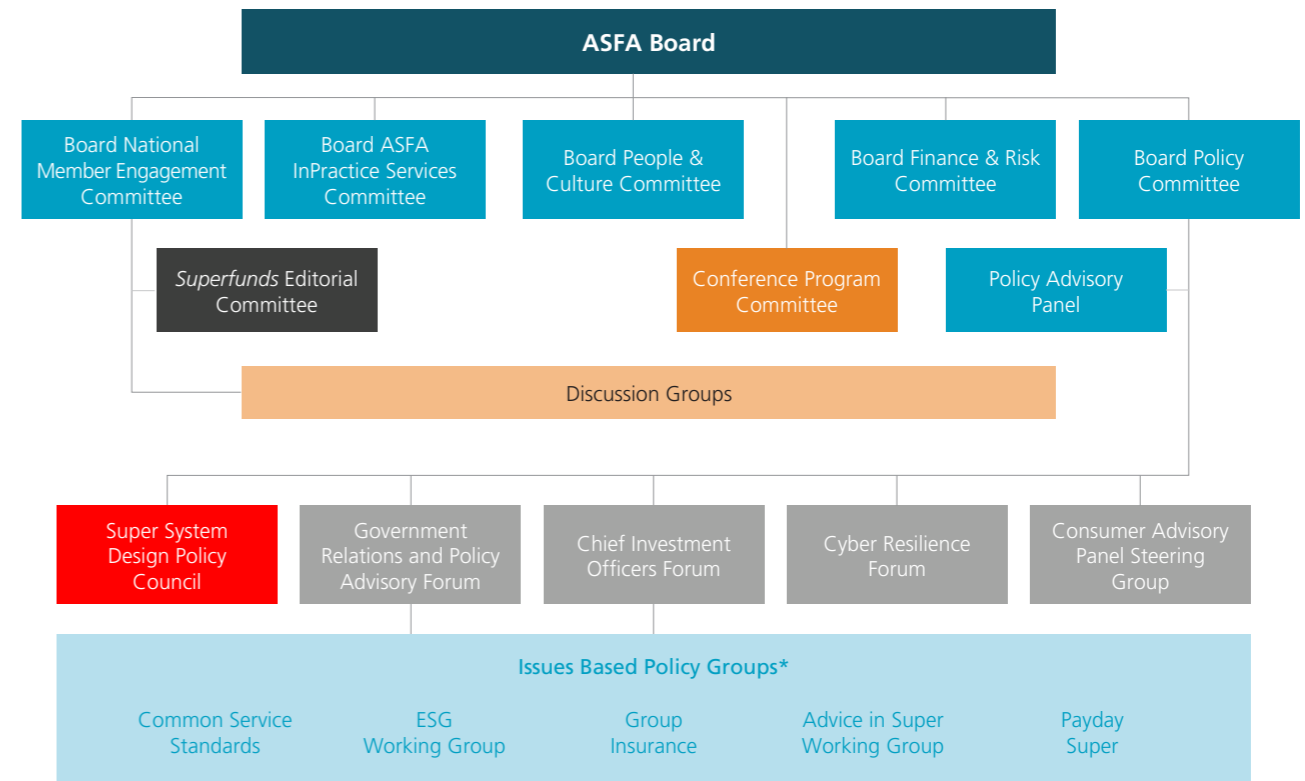 ASFA Board
Board National
Member Engagement
Committee
Board ASFA
InPractice Services
Committee
Board People &
Culture Committee
Board Finance & Risk
Committee
Board Policy
Committee
Superfunds Editorial
Committee
Conference Program
Committee
Policy Advisory
Panel
Discussion Groups
Super System
Design Policy
Council
Government
Relations and Policy
Advisory Forum
Chief Investment
Officers Forum
Cyber Resilience
Forum
Consumer Advisory
Panel Steering
Group
Issues Based Policy Groups*
Common Service
Standards
ESG
Working Group
Group
Insurance
Advice in Super
Working Group
Payday
Super